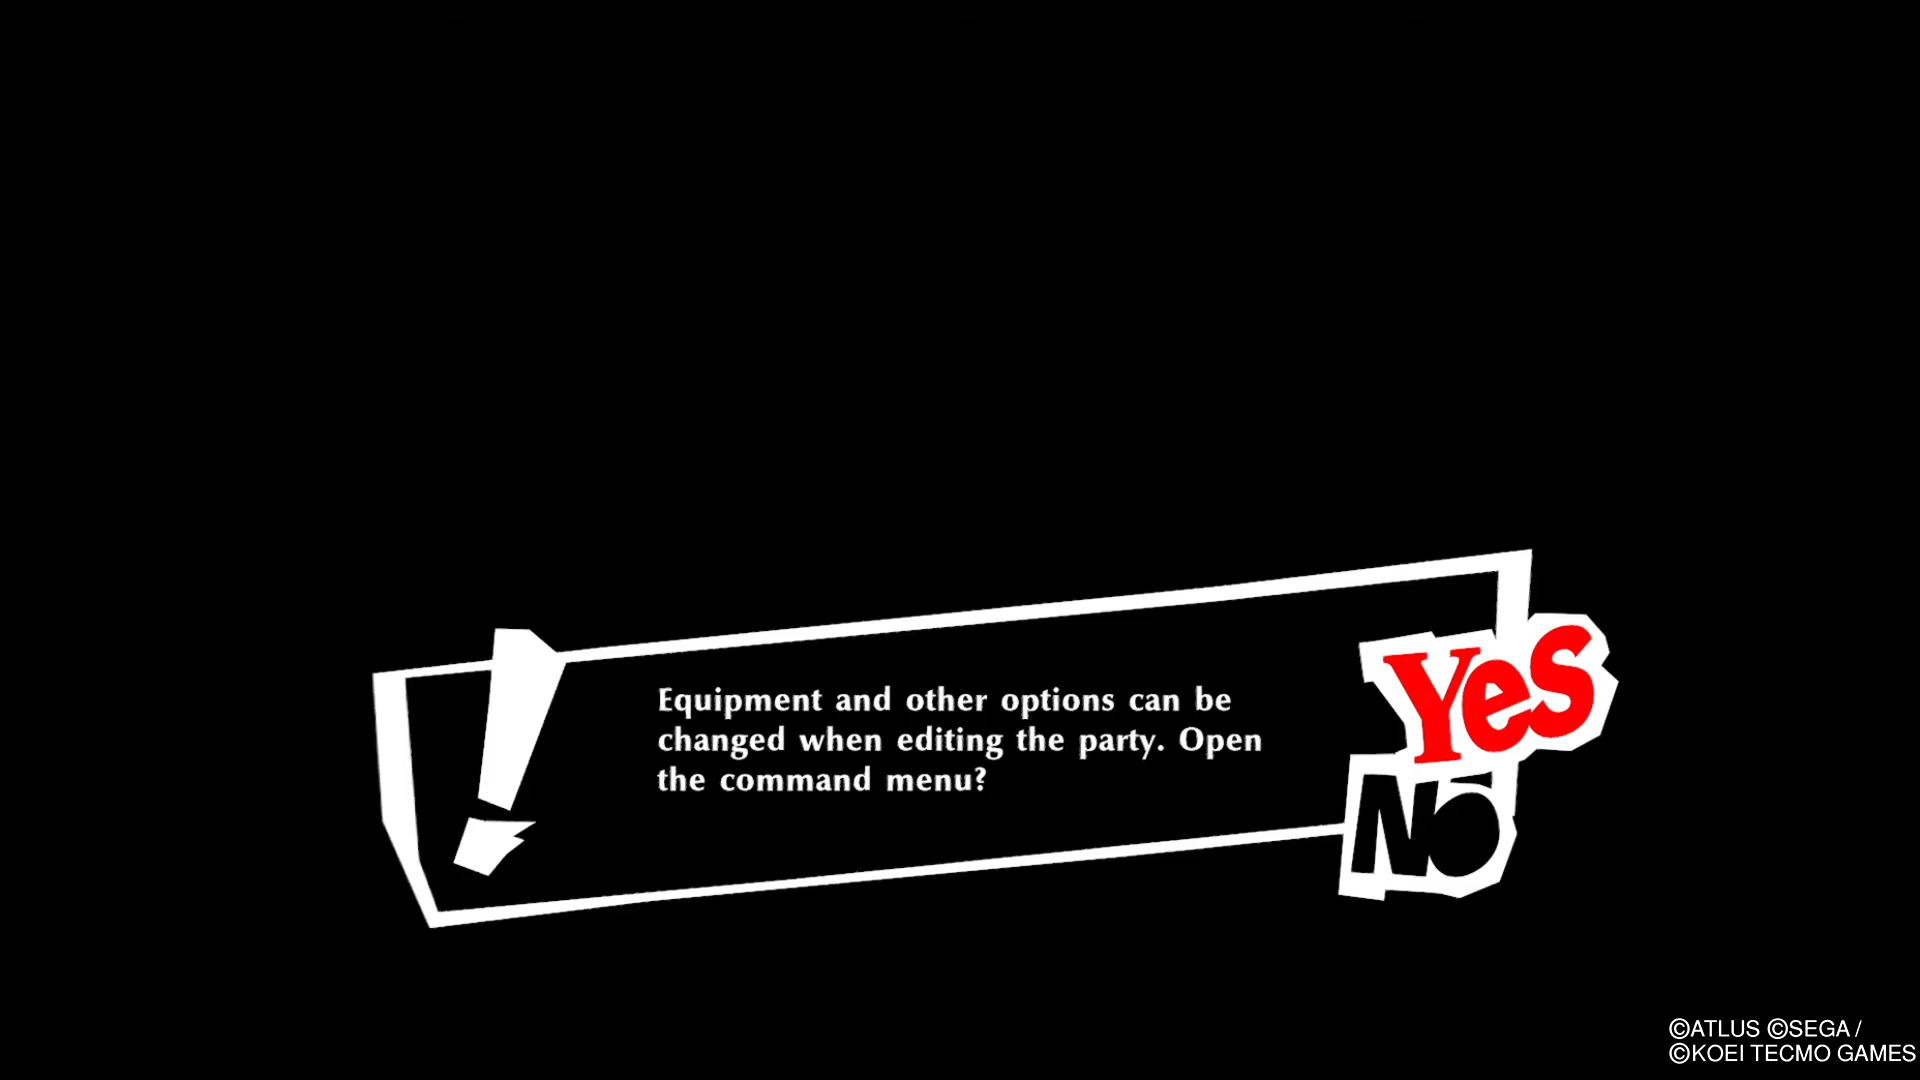 Equipment and other options can be
changed when editing the party. Open
the command menu?
Yes
NO
©ATLUS ©SEGA /
©KOEI TECMO GAMES